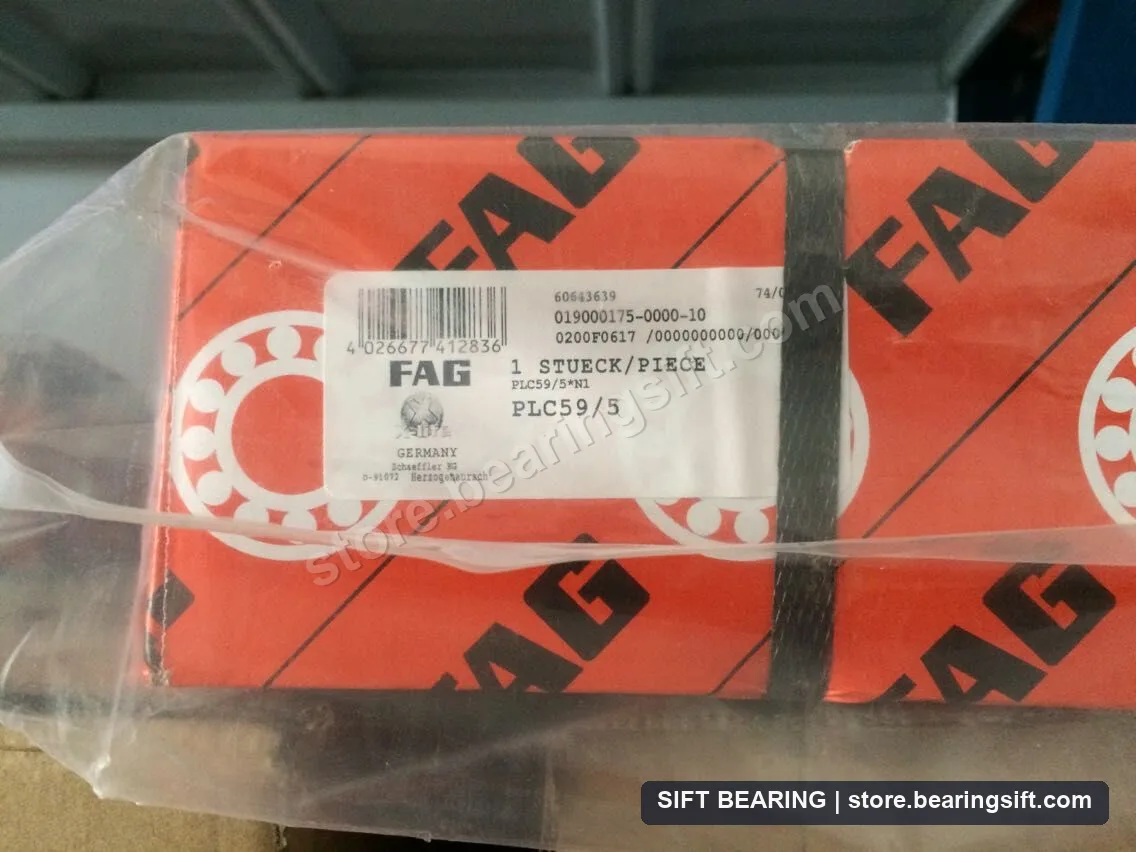 FAG
FAG
60643639 74/0
019000175-0000-10
0200F0617 /0000000000/000
4 026677 412836
1 STUECK/PIECE
FAG
PLC59/5*N1
PLC59/5
X-life
GERMANY
Schaeffler KG
D-91072 Herzogenaurach
store.bearingsift.com
FAG
FAG
SIFT BEARING | store.bearingsift.com